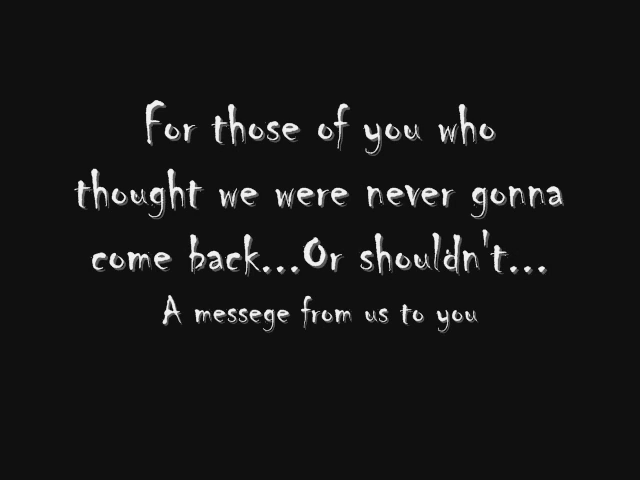 For those of you who
thought we were never gonna
come back...Or shouldn't...
A messege from us to you